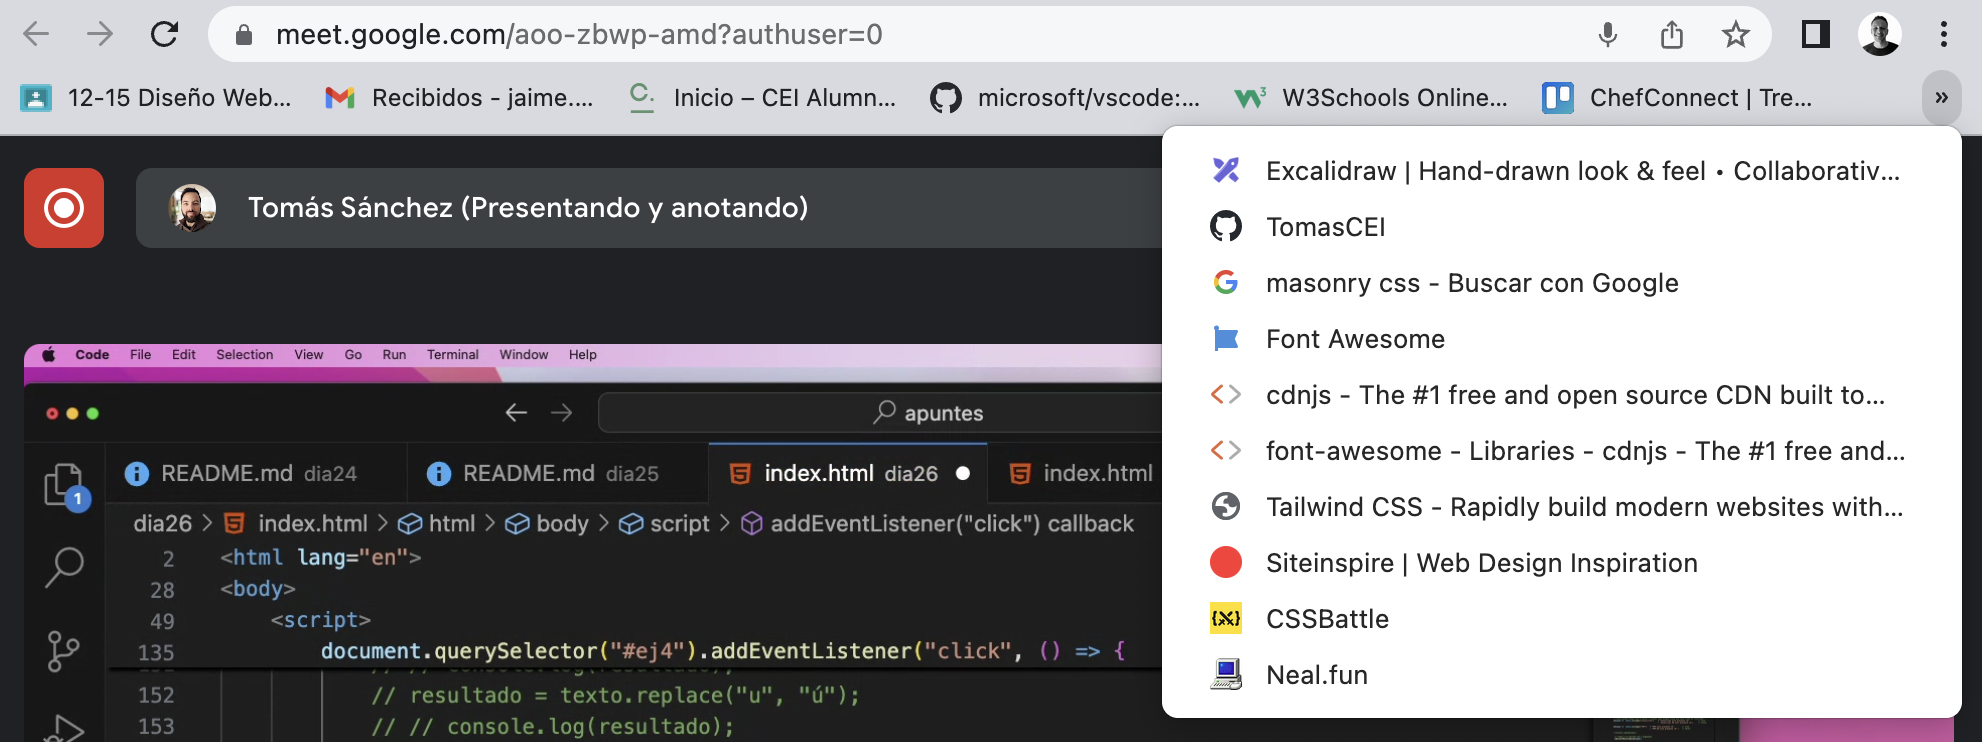 meet.google.com/aoo-zbwp-amd?authuser=0
12-15 Diseño Web...
Recibidos - jaime....
Inicio – CEI Alumn...
microsoft/vscode:...
W3Schools Online...
ChefConnect | Tre...
»
Tomás Sánchez (Presentando y anotando)
Excalidraw | Hand-drawn look & feel • Collaborativ...
TomasCEI
masonry css - Buscar con Google
Font Awesome
cdnjs - The #1 free and open source CDN built to...
font-awesome - Libraries - cdnjs - The #1 free and...
Tailwind CSS - Rapidly build modern websites with...
Siteinspire | Web Design Inspiration
CSSBattle
Neal.fun
Code File Edit Selection View Go Run Terminal Window Help
apuntes
README.md dia24
README.md dia25
index.html dia26
index.html
1
dia26 > index.html > html > body > script > addEventListener("click") callback
2 <html lang="en">
28 <body>
49 <script>
135 document.querySelector("#ej4").addEventListener("click", () => {
// // console.log(resultado);
152 // resultado = texto.replace("u", "ú");
153 // // console.log(resultado);